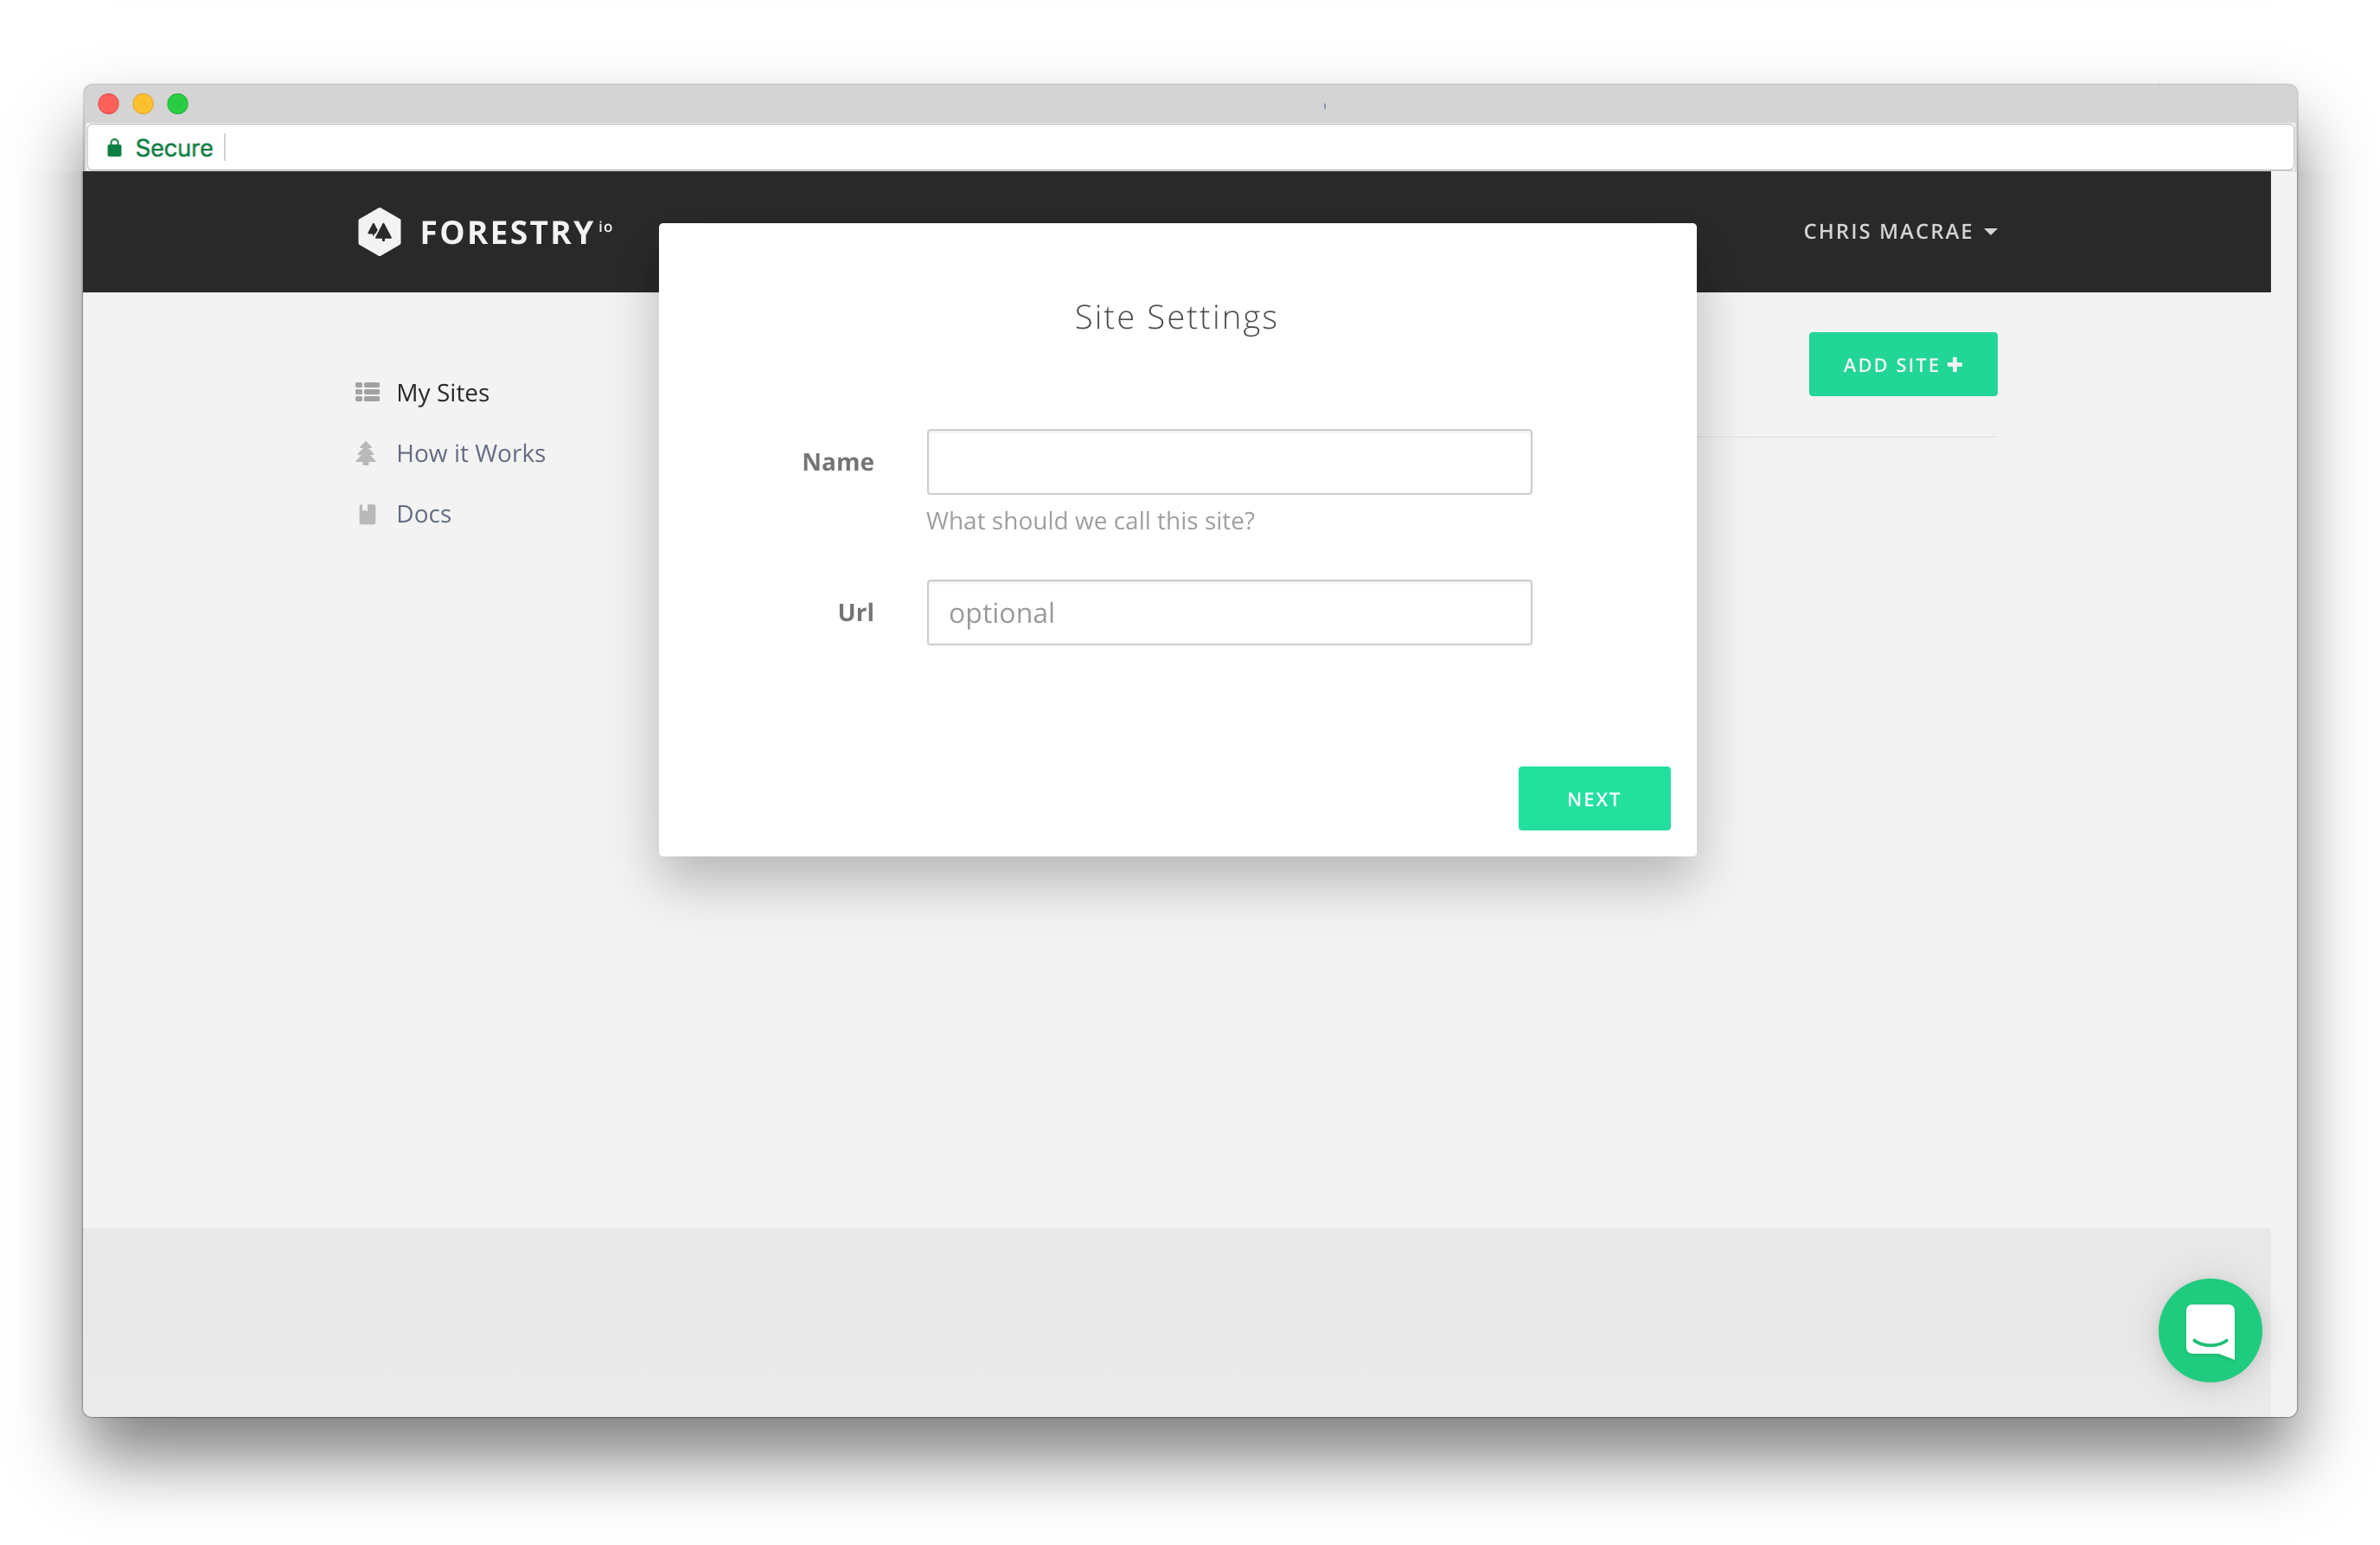 Secure
FORESTRY io
CHRIS MACRAE
Site Settings
ADD SITE
My Sites
How it Works
Docs
Name
What should we call this site?
Url
optional
NEXT